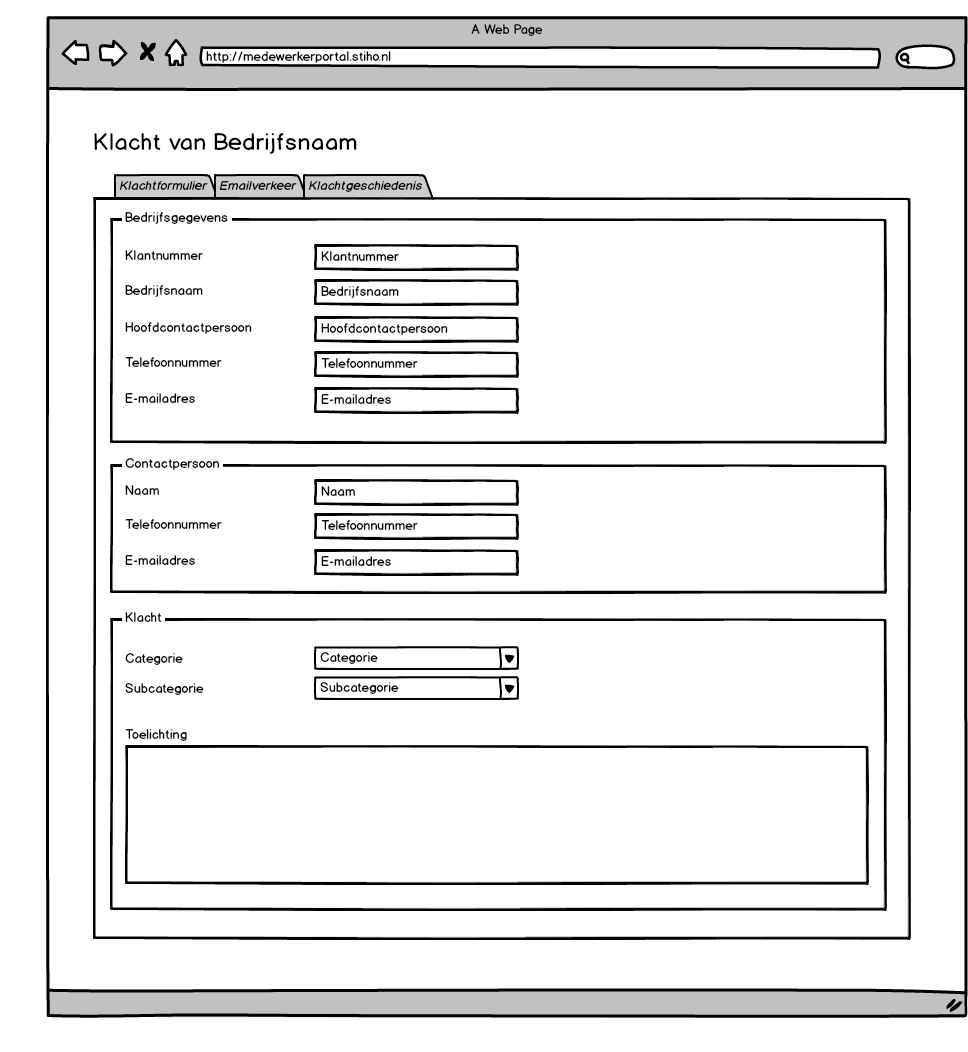 A Web Page
http://medewerkerportal.stiho.nl
Klacht van Bedrijfsnaam
Klachtformulier Emailverkeer Klachtgeschiedenis
Bedrijfsgegevens
Klantnummer Klantnummer
Bedrijfsnaam Bedrijfsnaam
Hoofdcontactpersoon Hoofdcontactpersoon
Telefoonnummer Telefoonnummer
E-mailadres E-mailadres
Contactpersoon
Naam Naam
Telefoonnummer Telefoonnummer
E-mailadres E-mailadres
Klacht
Categorie Categorie
Subcategorie Subcategorie
Toelichting